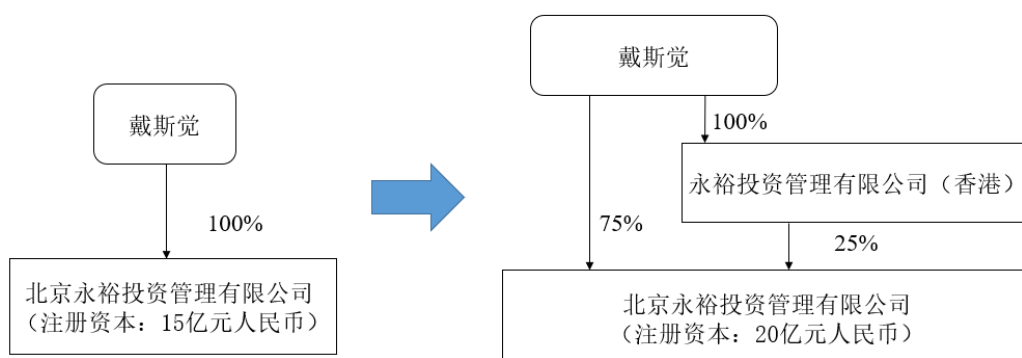 戴斯觉
100%
北京永裕投资管理有限公司
（注册资本：15亿元人民币）
戴斯觉
100%
永裕投资管理有限公司（香港）
75%
25%
北京永裕投资管理有限公司
（注册资本：20亿元人民币）